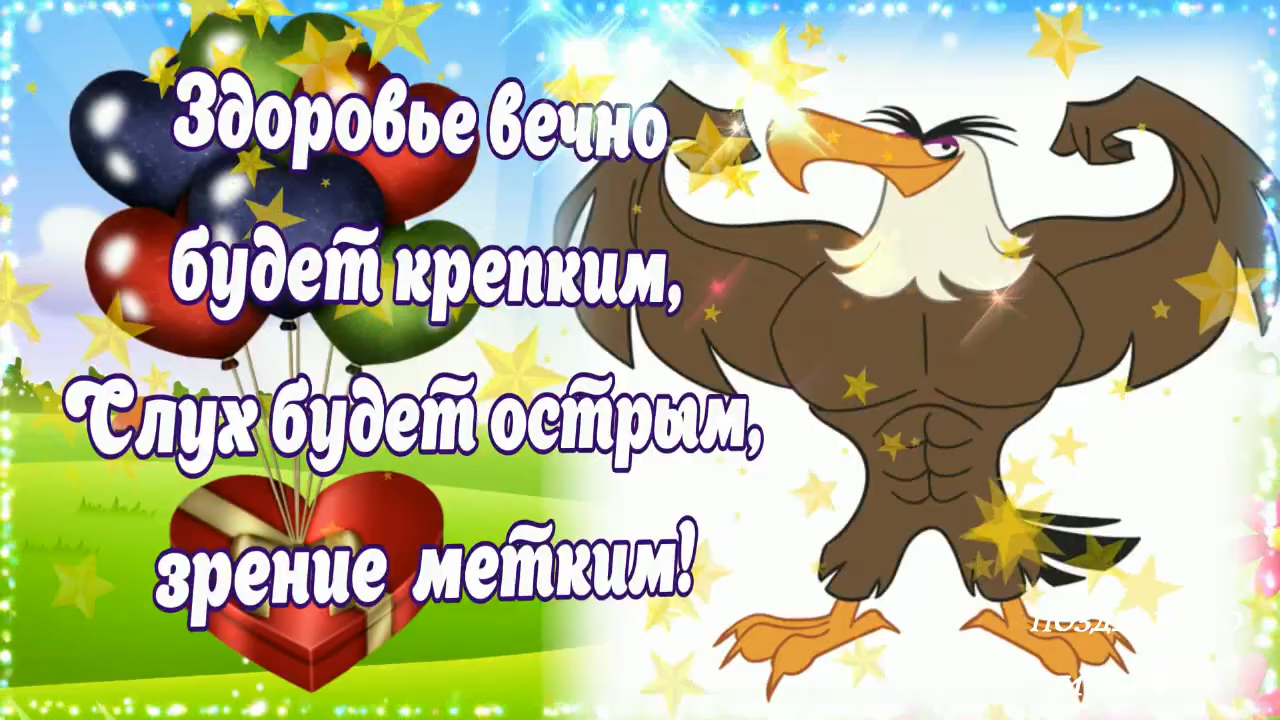 Здоровье вечно
будет крепким,
Слух будет острым,
зрение метким!